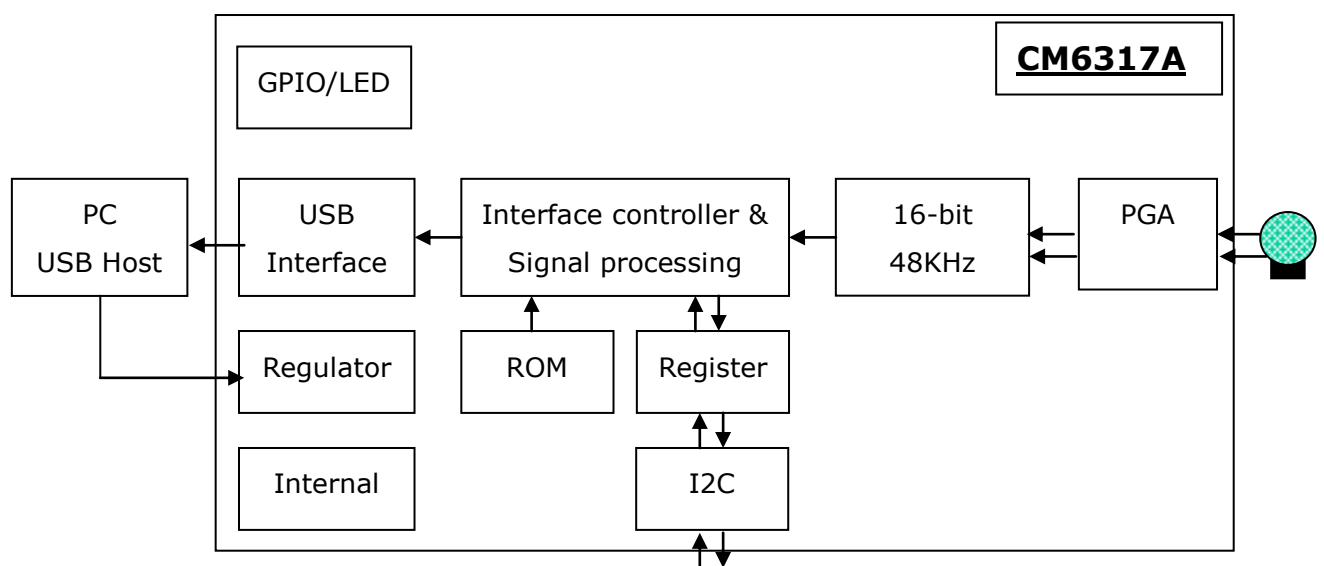 CM6317A
GPIO/LED
PC
USB Host
USB
Interface
Interface controller &
Signal processing
16-bit
48KHz
PGA
Regulator
ROM
Register
Internal
I2C